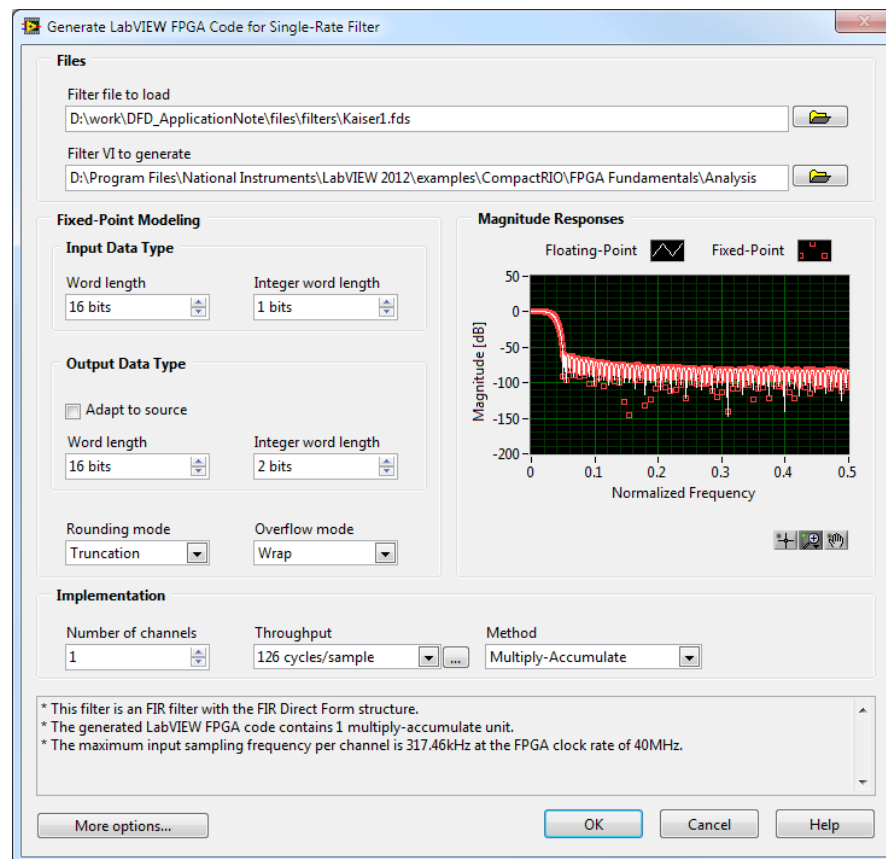 Generate LabVIEW FPGA Code for Single-Rate Filter
Files
Filter file to load
D:\work\DFD_ApplicationNote\files\filters\Kaiser1.fds
Filter VI to generate
D:\Program Files\National Instruments\LabVIEW 2012\examples\CompactRIO\FPGA Fundamentals\Analysis
Fixed-Point Modeling
Input Data Type
Word length
Integer word length
16 bits
1 bits
Output Data Type
Adapt to source
Word length
Integer word length
16 bits
2 bits
Rounding mode
Overflow mode
Truncation
Wrap
Magnitude Responses
Floating-Point
Fixed-Point
Magnitude [dB]
50
0
-50
-100
-150
-200
0 0.1 0.2 0.3 0.4 0.5
Normalized Frequency
Implementation
Number of channels
Throughput
Method
1
126 cycles/sample
...
Multiply-Accumulate
* This filter is an FIR filter with the FIR Direct Form structure.
* The generated LabVIEW FPGA code contains 1 multiply-accumulate unit.
* The maximum input sampling frequency per channel is 317.46kHz at the FPGA clock rate of 40MHz.
More options...
OK
Cancel
Help